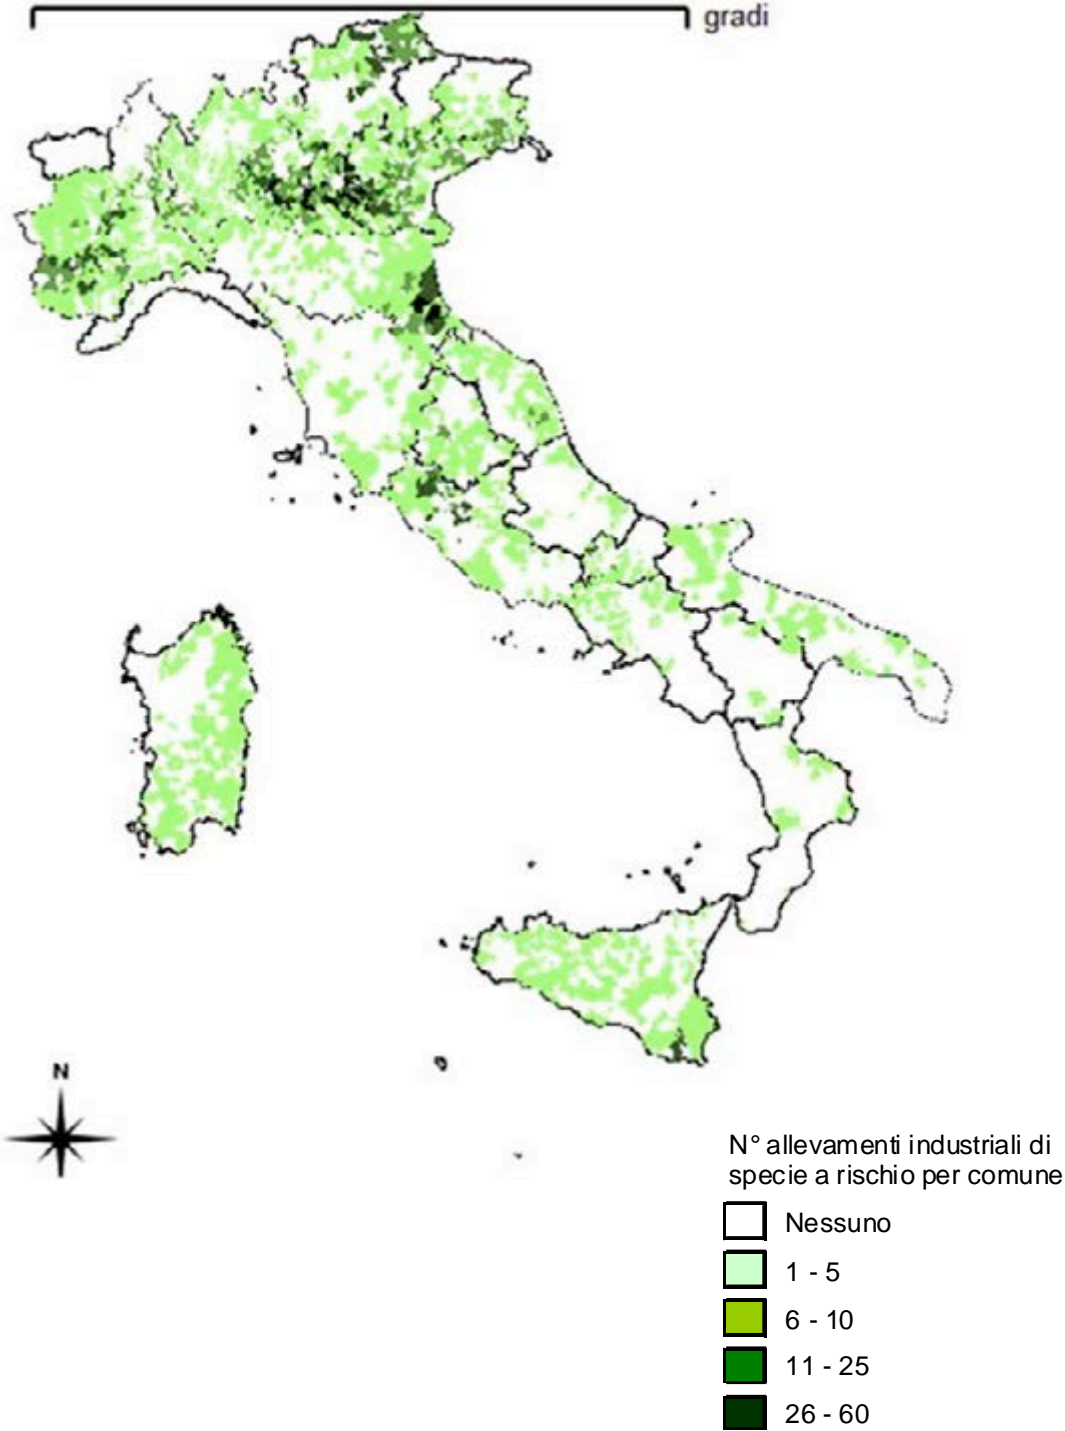 gradi
N
N° allevamenti industriali di
specie a rischio per comune
Nessuno
1 - 5
6 - 10
11 - 25
26 - 60